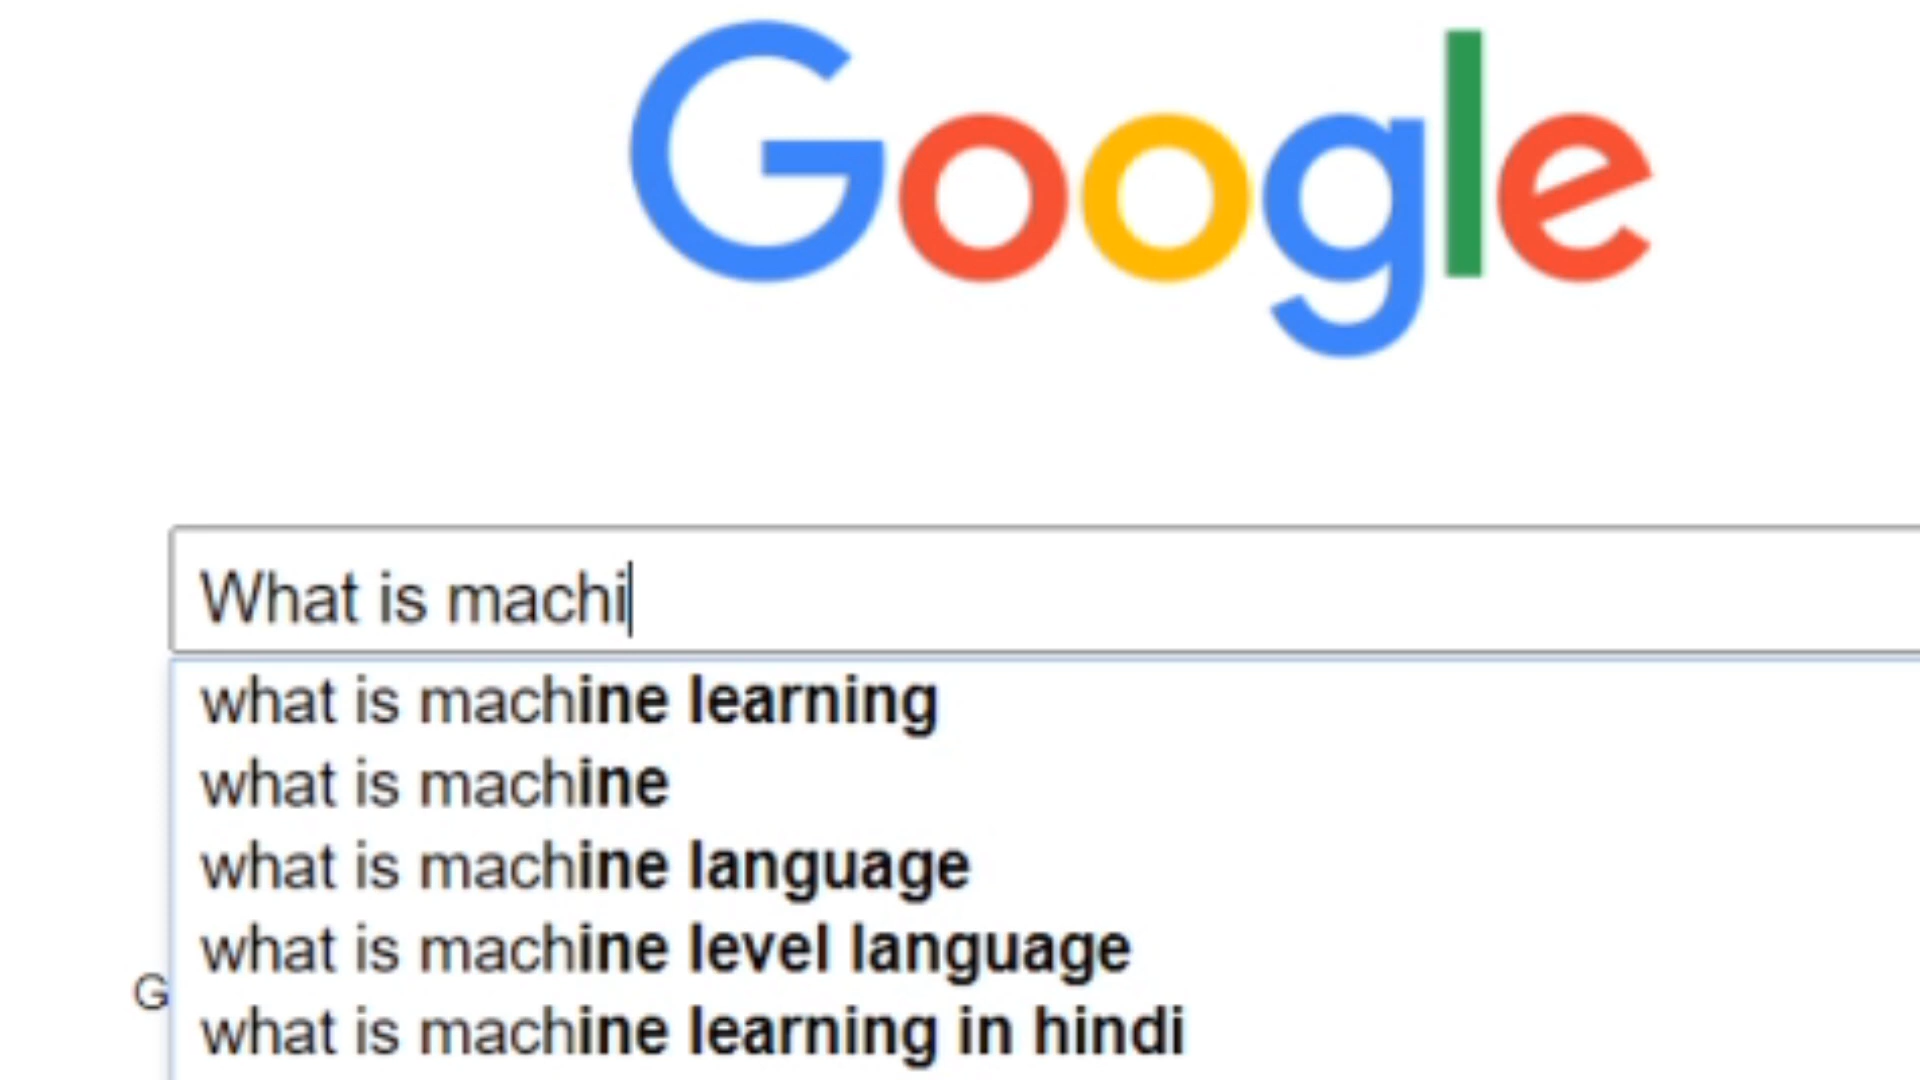 Google
What is machi
what is machine learning
what is machine
what is machine language
what is machine level language
G
what is machine learning in hindi